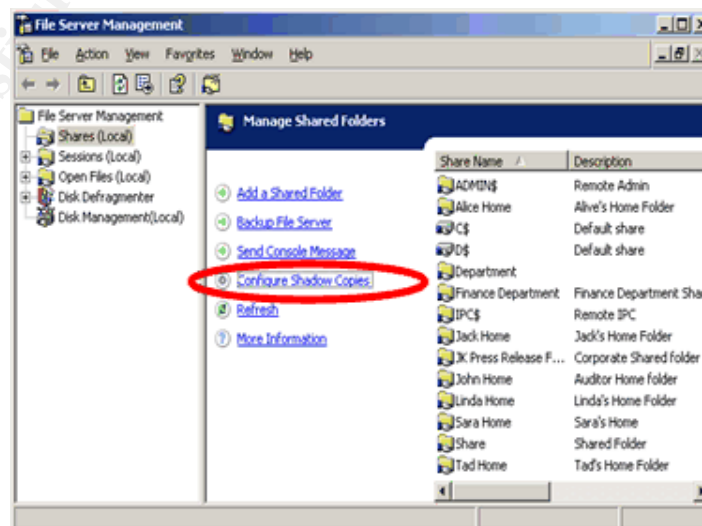 File Server Management
File Action View Favorites Window Help
File Server Management
Shares (Local)
Sessions (Local)
Open Files (Local)
Disk Defragmenter
Disk Management(Local)
Manage Shared Folders
Add a Shared Folder
Backup File Server
Send Console Message
Configure Shadow Copies
Refresh
More Information
Share Name Description
ADMIN$ Remote Admin
Alice Home Alive's Home Folder
C$ Default share
D$ Default share
Department
Finance Department Finance Department Sha
IPC$ Remote IPC
Jack Home Jack's Home Folder
JK Press Release F... Corporate Shared folder
John Home Auditor Home folder
Linda Home Linda's Home Folder
Sara Home Sara's Home
Share Shared Folder
Tad Home Tad's Home Folder